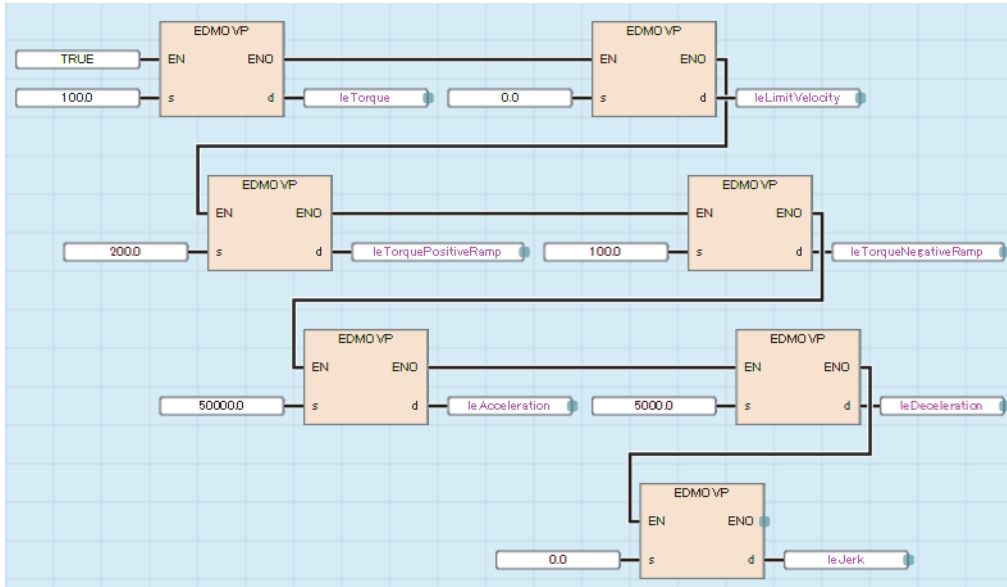 EDMOVP EDMOVP
TRUE EN ENO EN ENO
100.0 s d leTorque 0.0 s d leLimitVelocity
EDMOVP EDMOVP
EN ENO EN ENO
200.0 s d leTorquePositiveRamp 100.0 s d leTorqueNegativeRamp
EDMOVP EDMOVP
EN ENO EN ENO
50000.0 s d leAcceleration 5000.0 s d leDeceleration
EDMOVP
EN ENO
0.0 s d leJerk